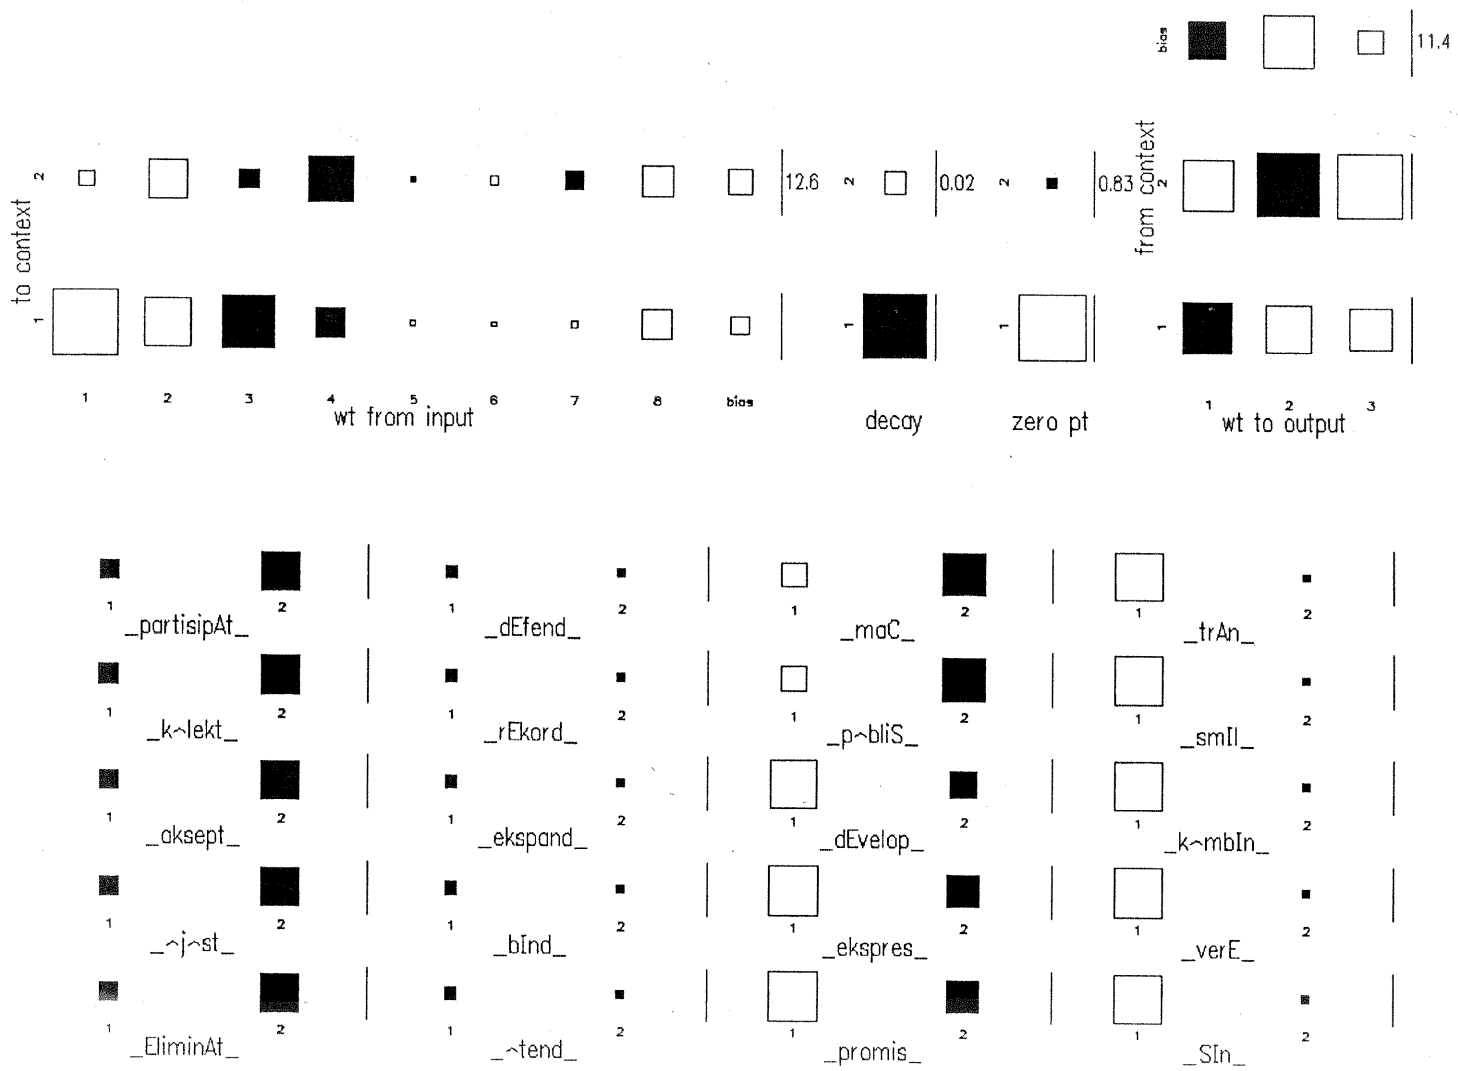 bias 11.4
to context
2 12.6 2 0.02 2 0.83
from context
2
1 1 1 1
1 2 3 4 5 6 7 8 bias
wt from input
decay
zero pt
1 2 3
wt to output
1 2 1 2 1 2 1 2
_partisipAt_ _dEfend_ _maC_ _trAn_
1 2 1 2 1 2 1 2
_k^lekt_ _rEkord_ _p^bliS_ _smIl_
1 2 1 2 1 2 1 2
_aksept_ _ekspand_ _dEvelop_ _k^mbIn_
1 2 1 2 1 2 1 2
_^j^st_ _bInd_ _ekspres_ _verE_
1 2 1 2 1 2 1 2
_EliminAt_ _^tend_ _promis_ _SIn_